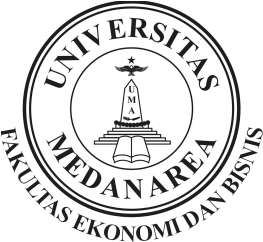 UNIVERSITAS
UMA
MEDAN AREA
FAKULTAS EKONOMI DAN BISNIS